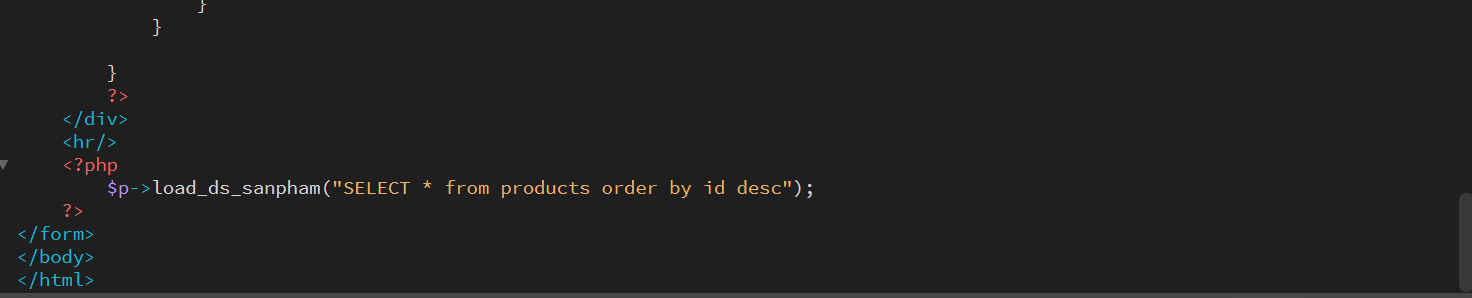 }
}
}
?>
</div>
<hr/>
<?php
$p->load_ds_sanpham("SELECT * from products order by id desc");
?>
</form>
</body>
</html>